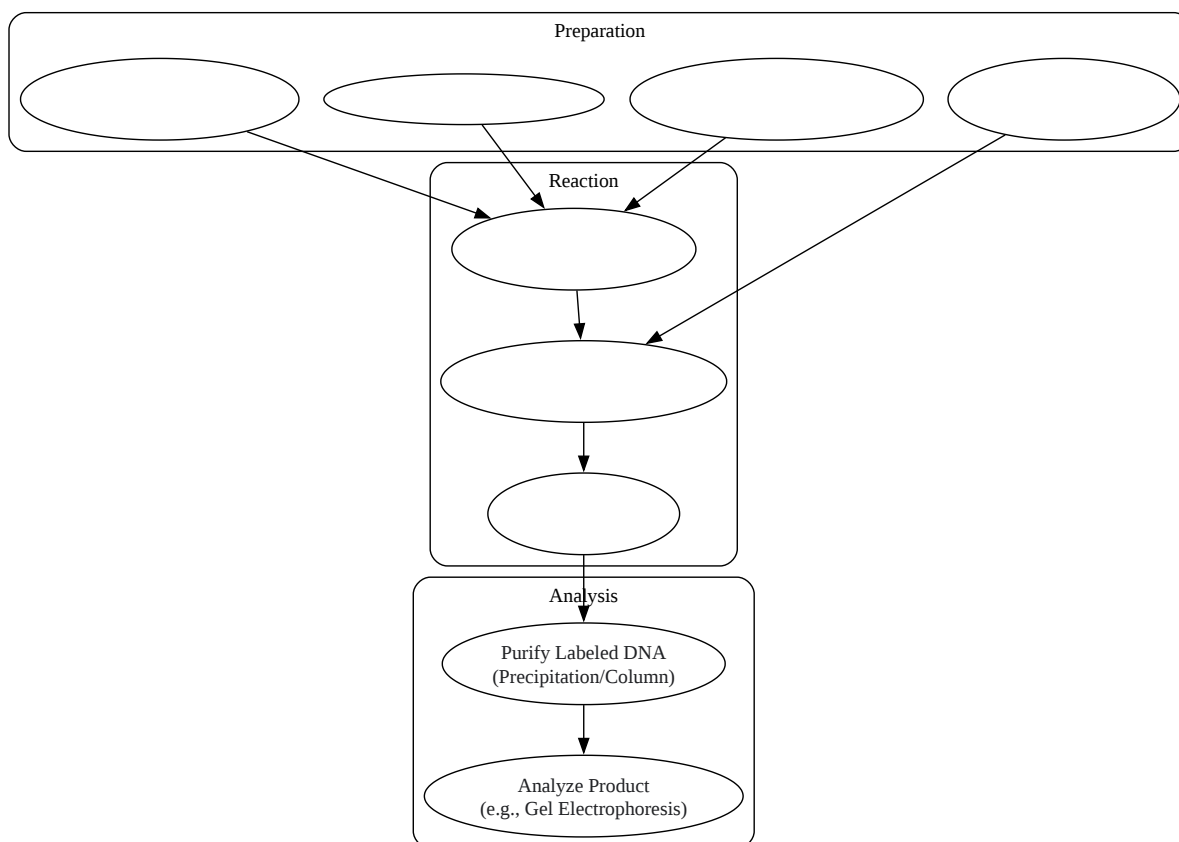 Preparation
Reaction
Analysis
Purify Labeled DNA
(Precipitation/Column)
Analyze Product
(e.g., Gel Electrophoresis)